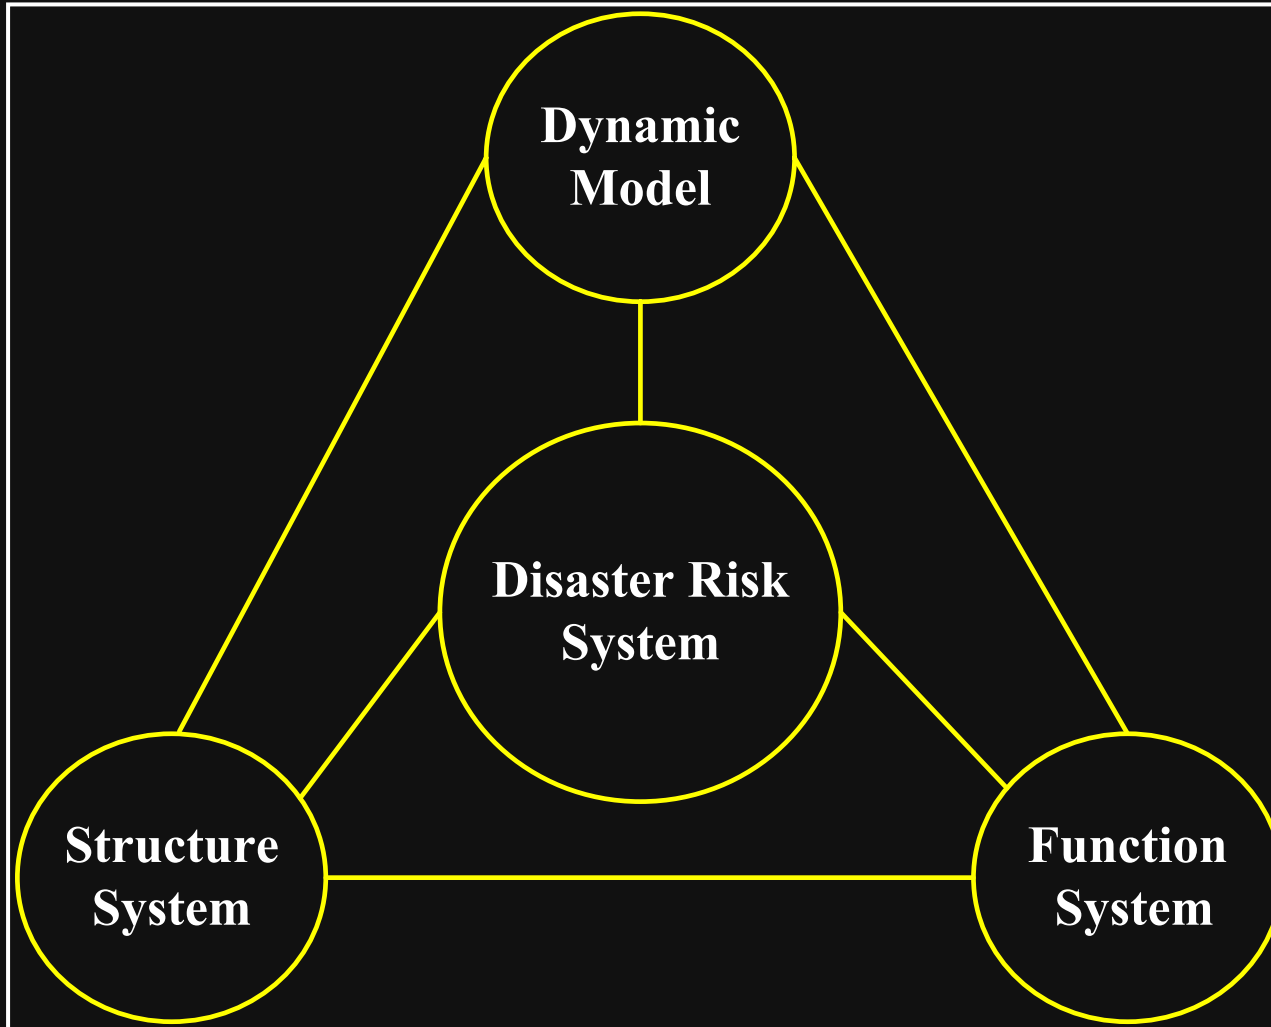 Dynamic
Model
Disaster Risk
System
Structure
System
Function
System